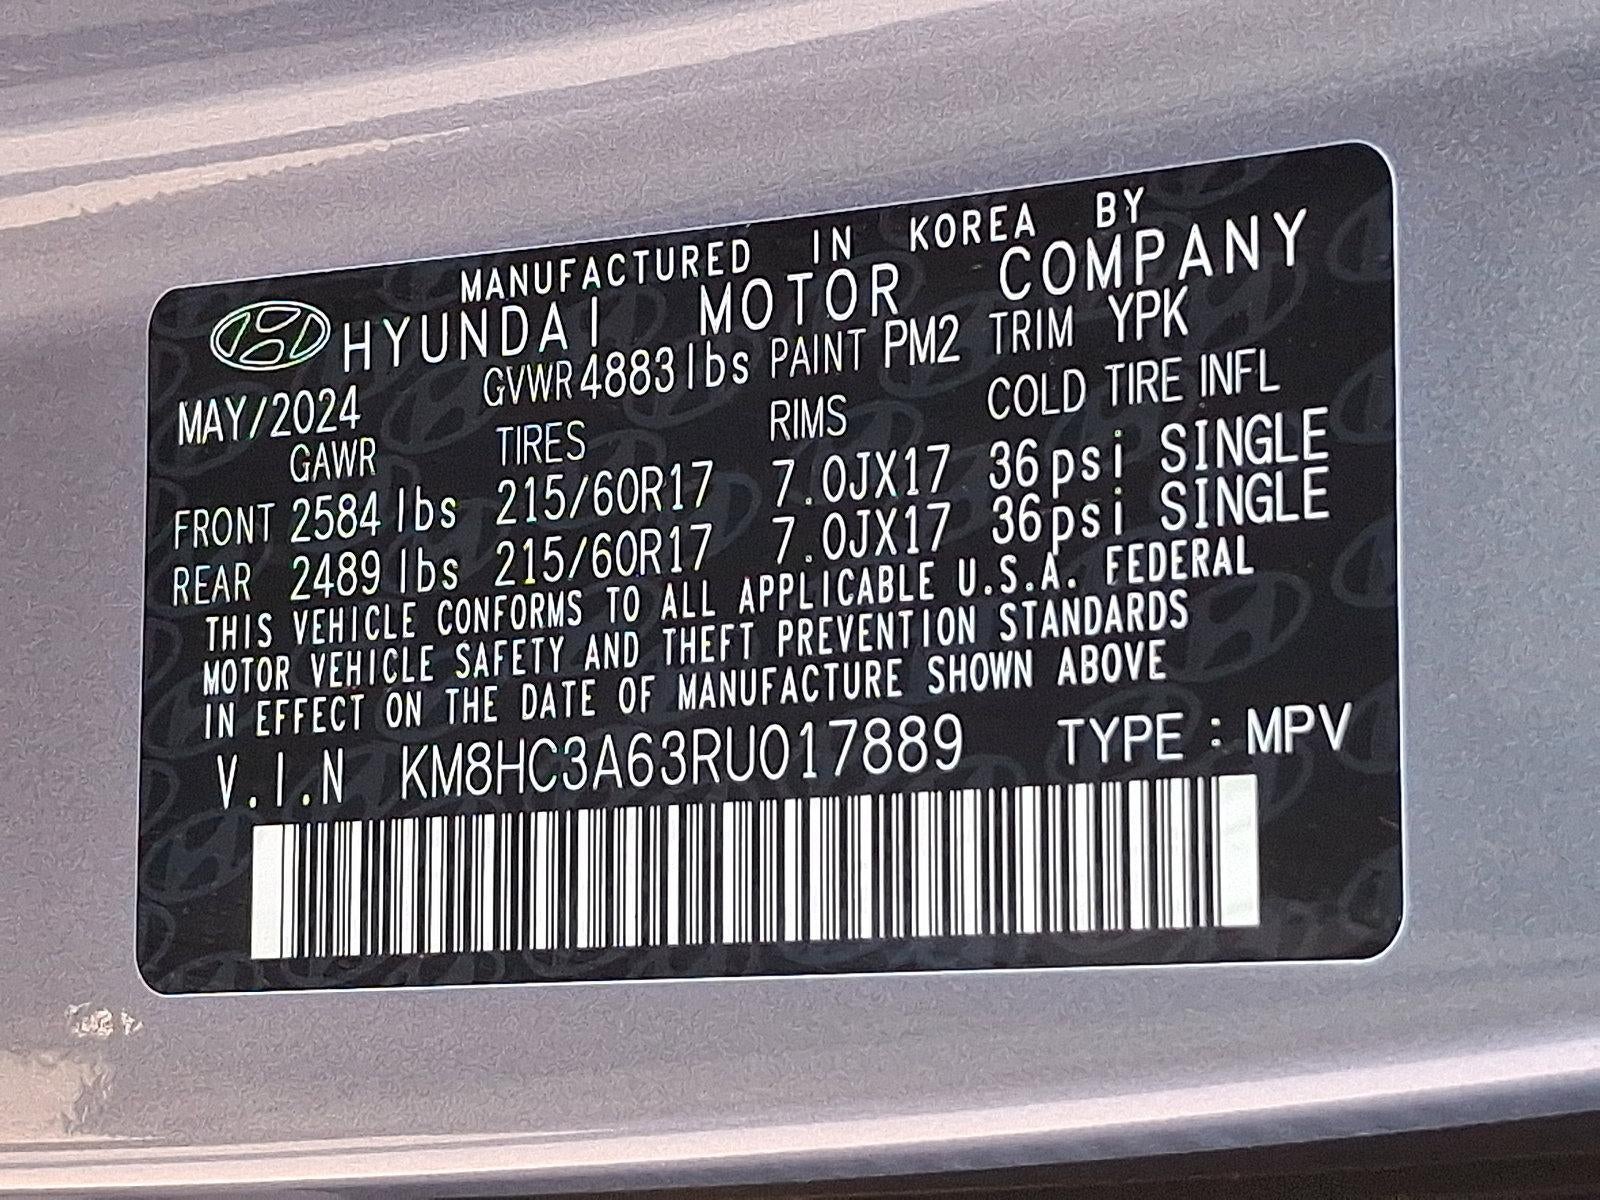 MANUFACTURED IN KOREA BY
HYUNDAI MOTOR COMPANY
MAY/2024 GVWR 4883lbs PAINT PM2 TRIM YPK
GAWR TIRES RIMS COLD TIRE INFL
FRONT 2584 lbs 215/60R17 7.0JX17 36psi SINGLE
REAR 2489 lbs 215/60R17 7.0JX17 36psi SINGLE
THIS VEHICLE CONFORMS TO ALL APPLICABLE U.S.A. FEDERAL
MOTOR VEHICLE SAFETY AND THEFT PREVENTION STANDARDS
IN EFFECT ON THE DATE OF MANUFACTURE SHOWN ABOVE
V.I.N KM8HC3A63RU017889 TYPE : MPV